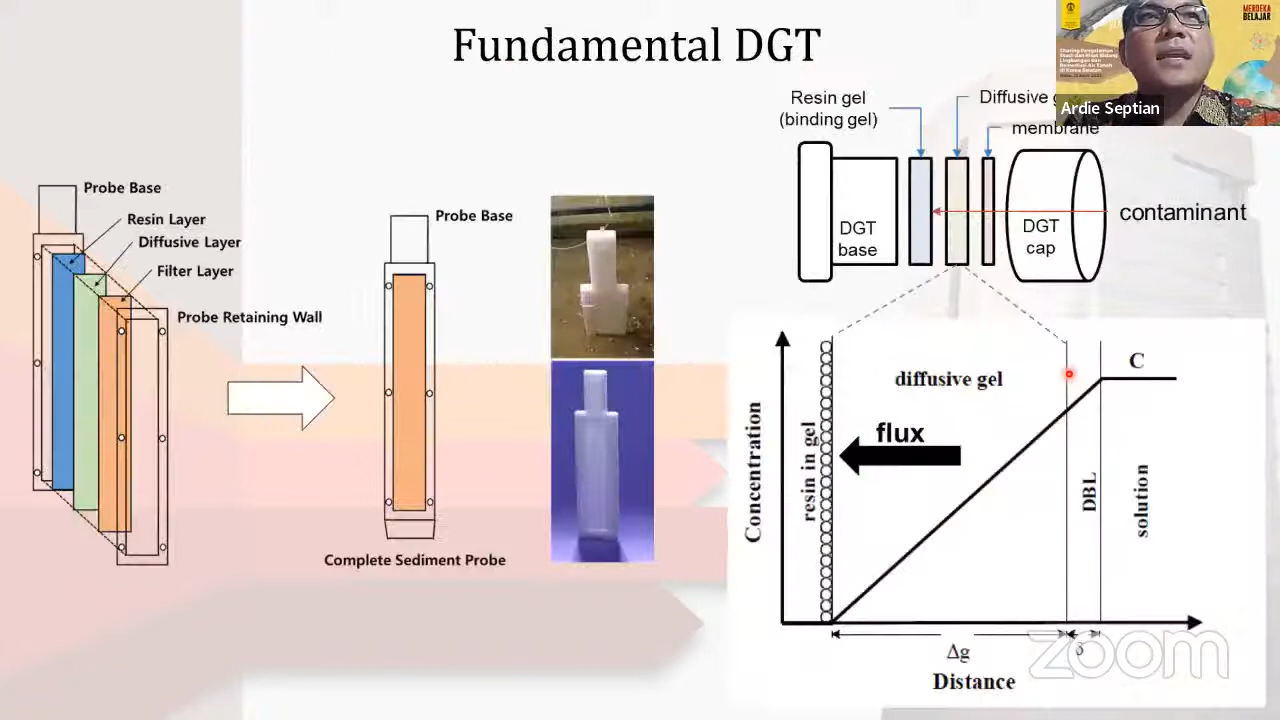 Fundamental DGT
MERDEKA
BELAJAR
Ardie Septian
Resin gel
(binding gel)
Diffusive
membrane
DGT
base
DGT
cap
contaminant
Probe Base
Resin Layer
Diffusive Layer
Filter Layer
Probe Retaining Wall
Probe Base
Complete Sediment Probe
Concentration
resin in gel
diffusive gel
flux
C
DBL
solution
Δg
Distance
zoom